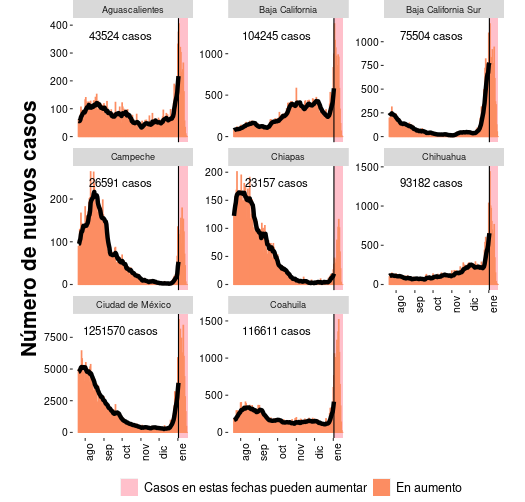 Aguascalientes Baja California Baja California Sur
43524 casos 104245 casos 75504 casos
400 300 200 100 0
1000 500 0
1000 750 500 250 0
Campeche Chiapas Chihuahua
26591 casos 23157 casos 93182 casos
200 100 0
200 150 100 50 0
1500 1000 500 0
Ciudad de México Coahuila
1251570 casos 116611 casos
7500 5000 2500 0
1500 1000 500 0
ago sep oct nov dic ene
ago sep oct nov dic ene
ago sep oct nov dic ene
Número de nuevos casos
Casos en estas fechas pueden aumentar En aumento